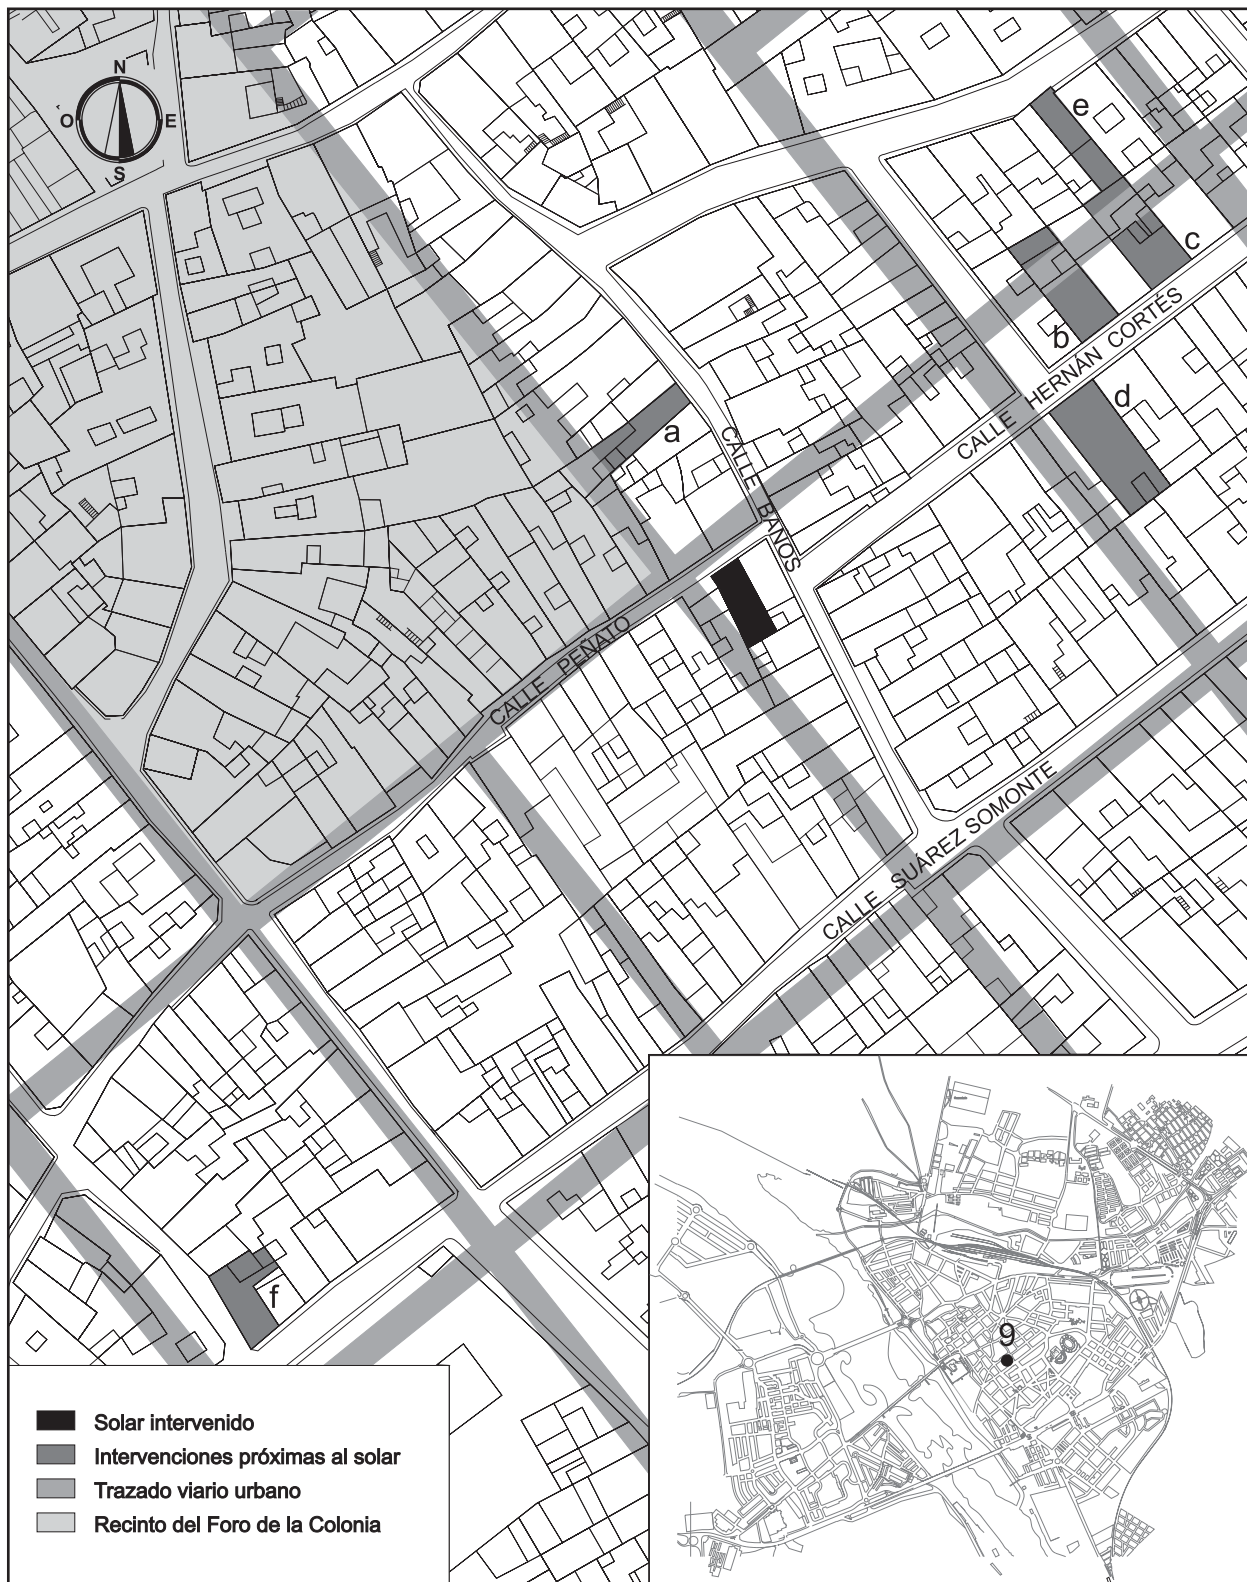 N
O E
S
e
c
b
d
a
CALLE HERNÁN CORTÉS
CALLE BAÑOS
CALLE PEÑATO
CALLE SUÁREZ SOMONTE
f
9
Solar intervenido
Intervenciones próximas al solar
Trazado viario urbano
Recinto del Foro de la Colonia